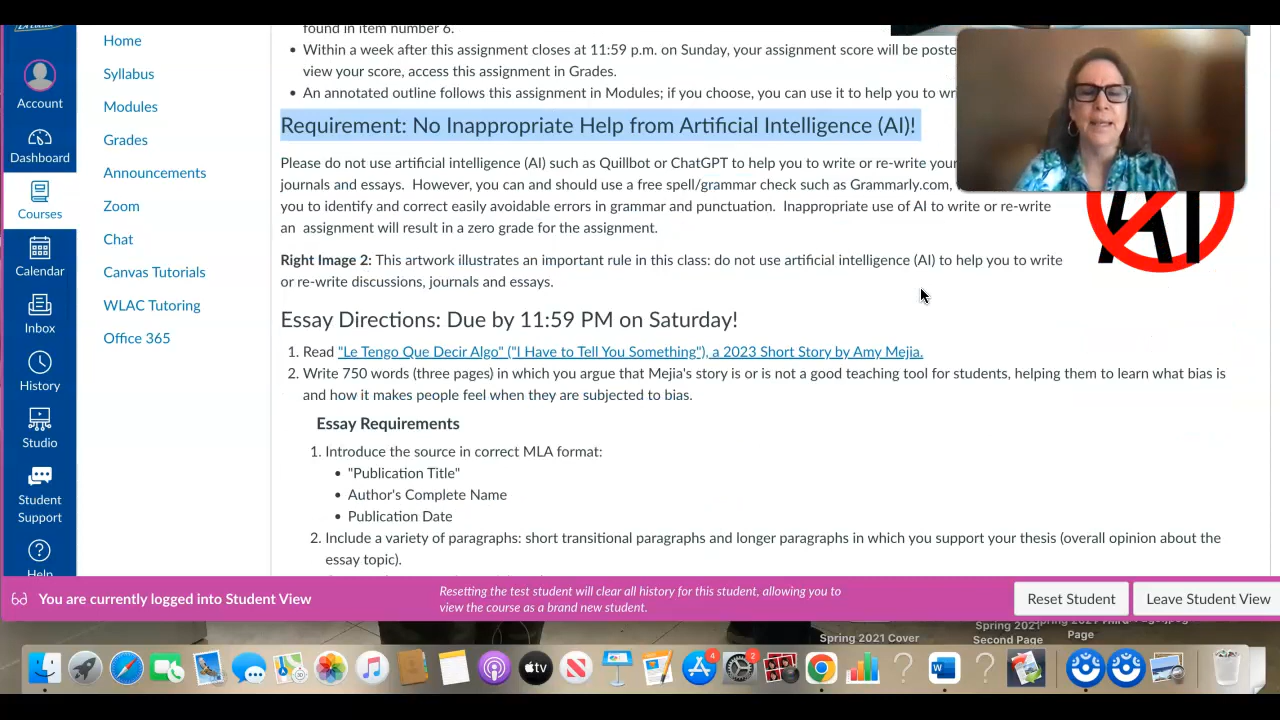 Home
Syllabus
Modules
Grades
Announcements
Zoom
Chat
Canvas Tutorials
WLAC Tutoring
Office 365
Account
Dashboard
Courses
Calendar
Inbox
History
Studio
Student
Support
Help
found in item number 6.
• Within a week after this assignment closes at 11:59 p.m. on Sunday, your assignment score will be poste
view your score, access this assignment in Grades.
• An annotated outline follows this assignment in Modules; if you choose, you can use it to help you to wr
Requirement: No Inappropriate Help from Artificial Intelligence (AI)!
Please do not use artificial intelligence (AI) such as Quillbot or ChatGPT to help you to write or re-write your
journals and essays. However, you can and should use a free spell/grammar check such as Grammarly.com,
you to identify and correct easily avoidable errors in grammar and punctuation. Inappropriate use of AI to write or re-write
an assignment will result in a zero grade for the assignment.
AI
Right Image 2: This artwork illustrates an important rule in this class: do not use artificial intelligence (AI) to help you to write
or re-write discussions, journals and essays.
Essay Directions: Due by 11:59 PM on Saturday!
1. Read "Le Tengo Que Decir Algo" ("I Have to Tell You Something"), a 2023 Short Story by Amy Mejia.
2. Write 750 words (three pages) in which you argue that Mejia's story is or is not a good teaching tool for students, helping them to learn what bias is
and how it makes people feel when they are subjected to bias.
Essay Requirements
1. Introduce the source in correct MLA format:
• "Publication Title"
• Author's Complete Name
• Publication Date
2. Include a variety of paragraphs: short transitional paragraphs and longer paragraphs in which you support your thesis (overall opinion about the
essay topic).
You are currently logged into Student View
Resetting the test student will clear all history for this student, allowing you to
view the course as a brand new student.
Reset Student
Leave Student View
Spring 2021 Cover
Spring 2021
Second Page
Page
4
2
tv